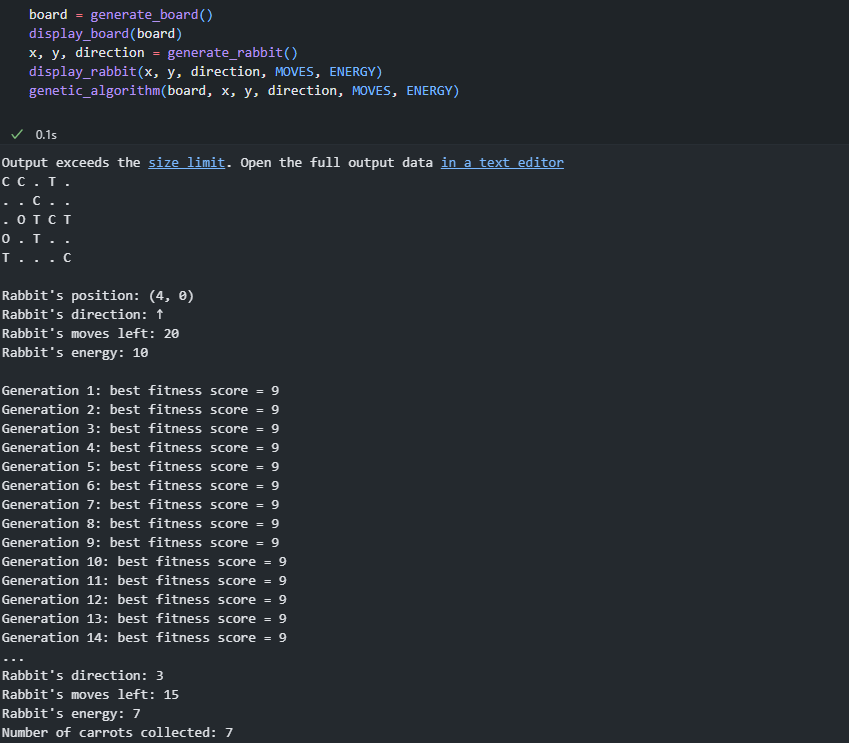 board = generate_board()
display_board(board)
x, y, direction = generate_rabbit()
display_rabbit(x, y, direction, MOVES, ENERGY)
genetic_algorithm(board, x, y, direction, MOVES, ENERGY)
✓ 0.1s
Output exceeds the size limit. Open the full output data in a text editor
C C . T .
. . C . .
. O T C T
O . T . .
T . . . C
Rabbit's position: (4, 0)
Rabbit's direction: ↑
Rabbit's moves left: 20
Rabbit's energy: 10
Generation 1: best fitness score = 9
Generation 2: best fitness score = 9
Generation 3: best fitness score = 9
Generation 4: best fitness score = 9
Generation 5: best fitness score = 9
Generation 6: best fitness score = 9
Generation 7: best fitness score = 9
Generation 8: best fitness score = 9
Generation 9: best fitness score = 9
Generation 10: best fitness score = 9
Generation 11: best fitness score = 9
Generation 12: best fitness score = 9
Generation 13: best fitness score = 9
Generation 14: best fitness score = 9
...
Rabbit's direction: 3
Rabbit's moves left: 15
Rabbit's energy: 7
Number of carrots collected: 7